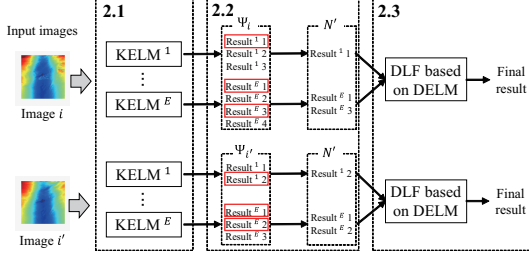 2.1
2.2
2.3
Input images
Image i
KELM 1
⋮
KELM E
Ψi
Result 1 1
Result 1 2
Result 1 3
Result E 1
Result E 2
Result E 3
Result E 4
N′
Result 1 1
Result E 1
Result E 3
DLF based
on DELM
Final
result
Image i′
KELM 1
⋮
KELM E
Ψi′
Result 1 1
Result 1 2
Result E 1
Result E 2
Result E 3
N′
Result 1 2
Result E 1
Result E 2
DLF based
on DELM
Final
result